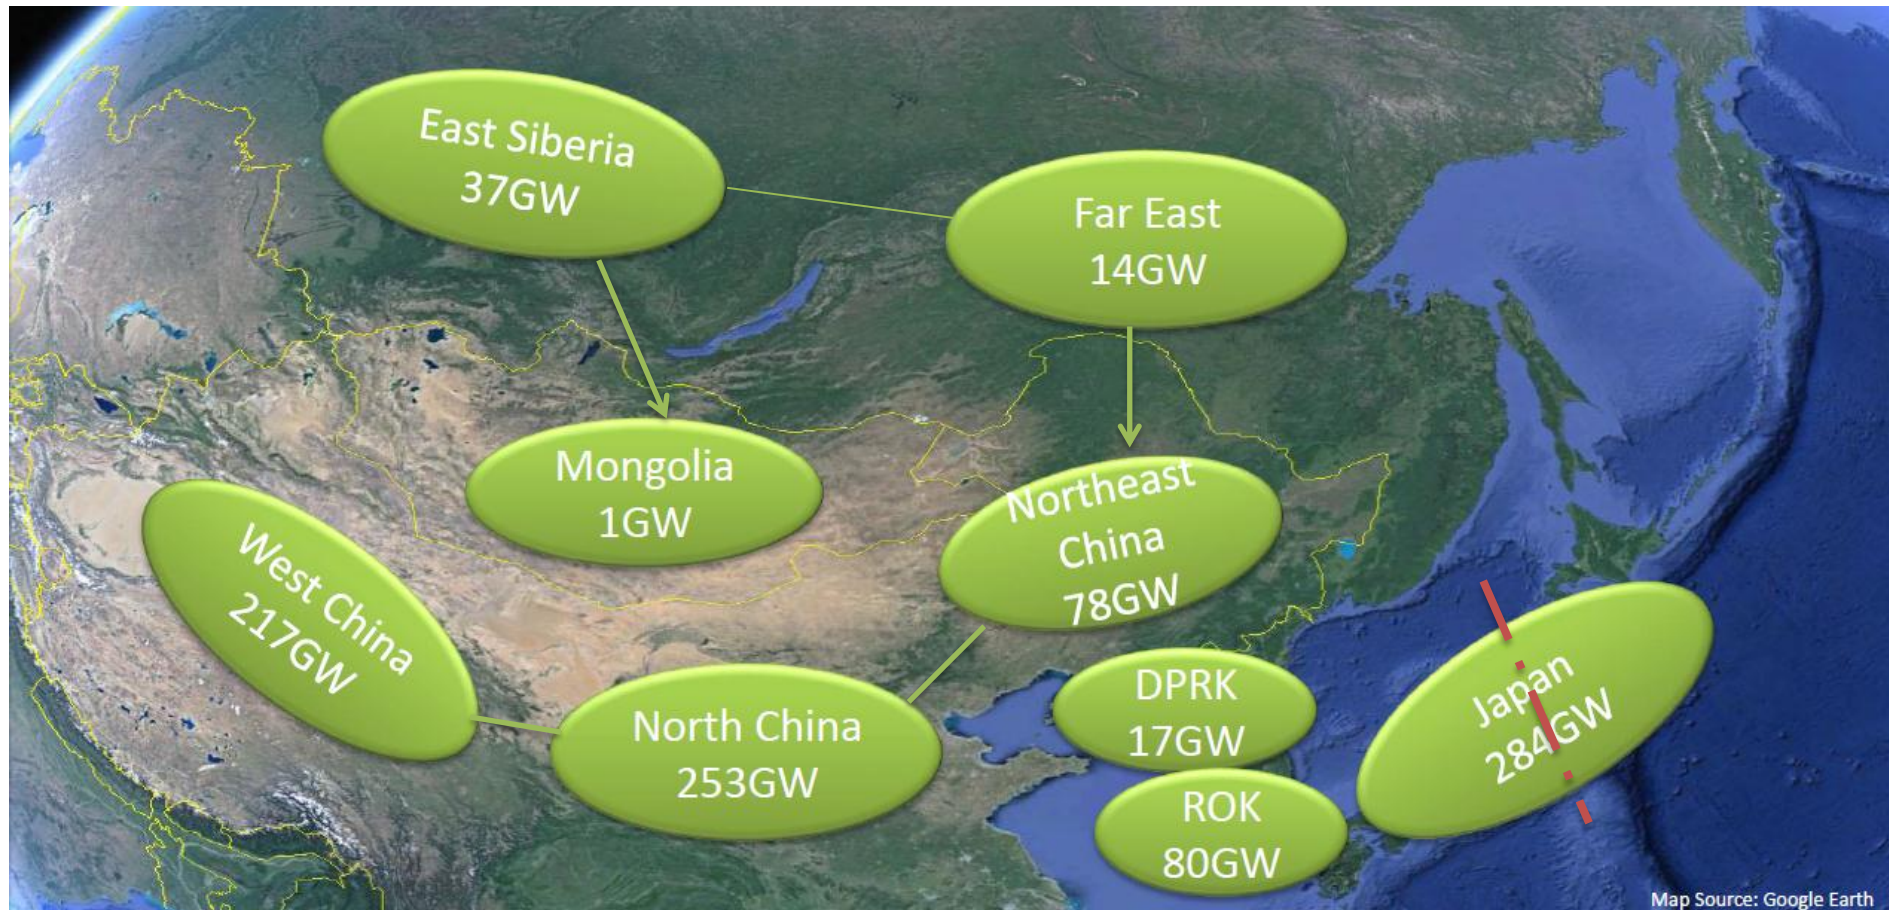 East Siberia
37GW
Far East
14GW
Mongolia
1GW
Northeast
China
78GW
West China
217GW
North China
253GW
DPRK
17GW
ROK
80GW
Japan
284GW
Map Source: Google Earth